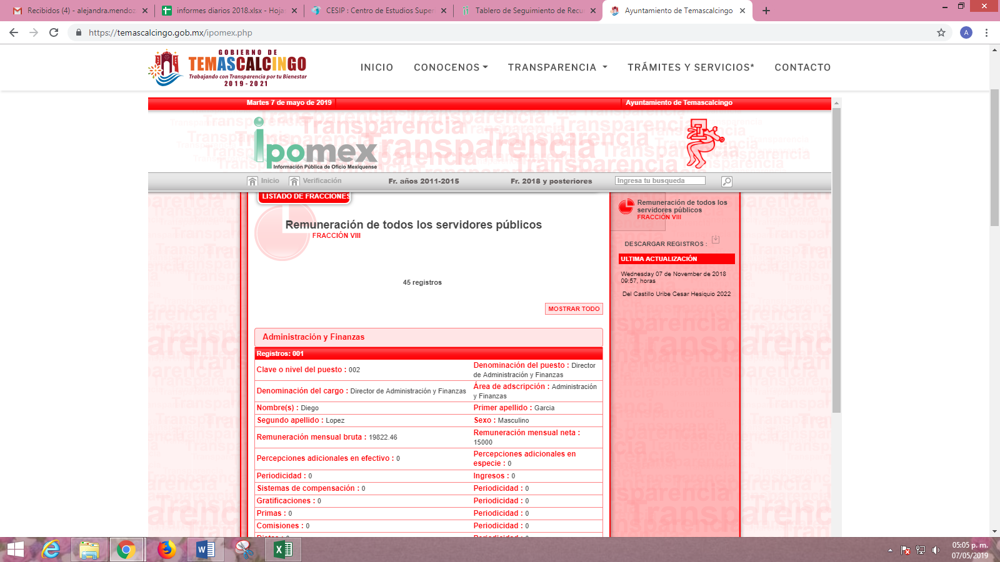 Recibidos (4) - alejandra.mendoz
informes diarios 2018.xlsx - Hoja
CESIP : Centro de Estudios Super
Tablero de Seguimiento de Recu
Ayuntamiento de Temascalcingo
https://temascalcingo.gob.mx/ipomex.php
A
GOBIERNO DE
TEMASCALCINGO
Trabajando con Transparencia por tu Bienestar
2019-2021
INICIO
CONOCENOS
TRANSPARENCIA
TRÁMITES Y SERVICIOS*
CONTACTO
Martes 7 de mayo de 2019
Ayuntamiento de Temascalcingo
Transparencia
ipomex
Información Pública de Oficio Mexiquense
Inicio
Verificación
Fr. años 2011-2015
Fr. 2018 y posteriores
Ingresa tu busqueda
LISTADO DE FRACCIONES
Remuneración de todos los servidores públicos
FRACCIÓN VIII
45 registros
MOSTRAR TODO
Remuneración de todos los
servidores públicos
FRACCIÓN VIII
DESCARGAR REGISTROS :
ULTIMA ACTUALIZACIÓN
Wednesday 07 de November de 2018
09:57, horas
Del Castillo Uribe Cesar Hesiquio 2022
Administración y Finanzas
Registros: 001
Clave o nivel del puesto : 002
Denominación del puesto : Director
de Administración y Finanzas
Denominación del cargo : Director de Administración y Finanzas
Área de adscripción : Administración
y Finanzas
Nombre(s) : Diego
Primer apellido : Garcia
Segundo apellido : Lopez
Sexo : Masculino
Remuneración mensual bruta : 19822.46
Remuneración mensual neta :
15000
Percepciones adicionales en efectivo : 0
Percepciones adicionales en
especie : 0
Periodicidad : 0
Ingresos : 0
Sistemas de compensación : 0
Periodicidad : 0
Gratificaciones : 0
Periodicidad : 0
Primas : 0
Periodicidad : 0
Comisiones : 0
Periodicidad : 0
Dietas : 0
Periodicidad : 0
05:05 p. m.
07/05/2019